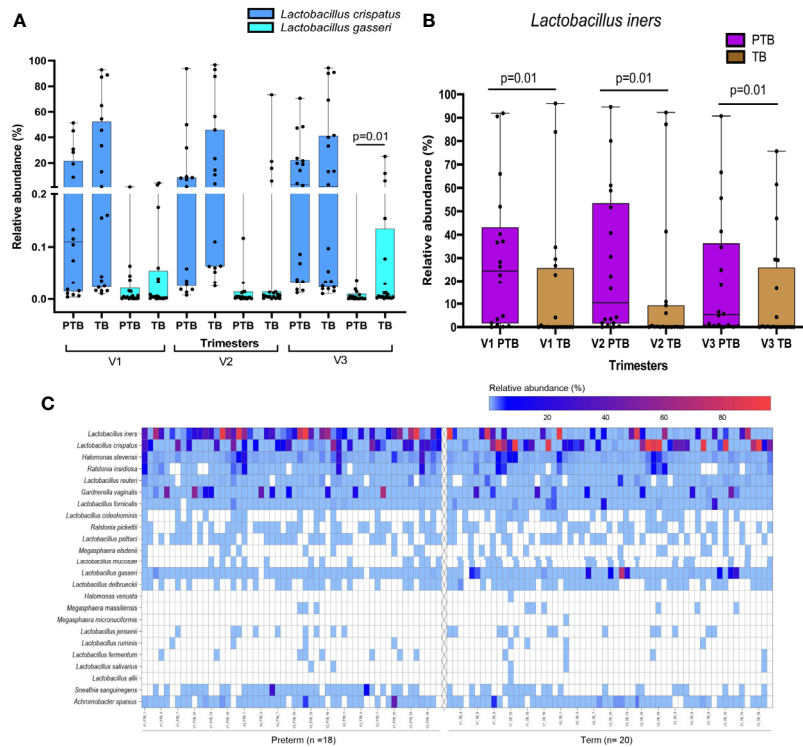 A
Lactobacillus crispatus
Lactobacillus gasseri
Relative abundance (%)
100
80
60
40
20
0.2
0.1
0.0
p=0.01
PTB TB PTB TB PTB TB PTB TB PTB TB PTB TB
Trimesters
V1 V2 V3
B
Lactobacillus iners
PTB
TB
p=0.01 p=0.01 p=0.01
Relative abundance (%)
100
90
80
70
60
50
40
30
20
10
0
V1 PTB V1 TB V2 PTB V2 TB V3 PTB V3 TB
Trimesters
C
Relative abundance (%)
20 40 60 80
Lactobacillus iners
Lactobacillus crispatus
Halomonas stevensii
Ralstonia insidiosa
Lactobacillus reuteri
Gardnerella vaginalis
Lactobacillus fornicalis
Lactobacillus coleohominis
Ralstonia pickettii
Lactobacillus psittaci
Megasphaera elsdenii
Lactobacillus mucosae
Lactobacillus gasseri
Lactobacillus delbrueckii
Halomonas venusta
Megasphaera massiliensis
Megasphaera micronuciformis
Lactobacillus jensenii
Lactobacillus ruminis
Lactobacillus fermentum
Lactobacillus salivarius
Lactobacillus allii
Sneathia sanguinegens
Achromobacter spanius
Preterm (n =18) Term (n= 20)